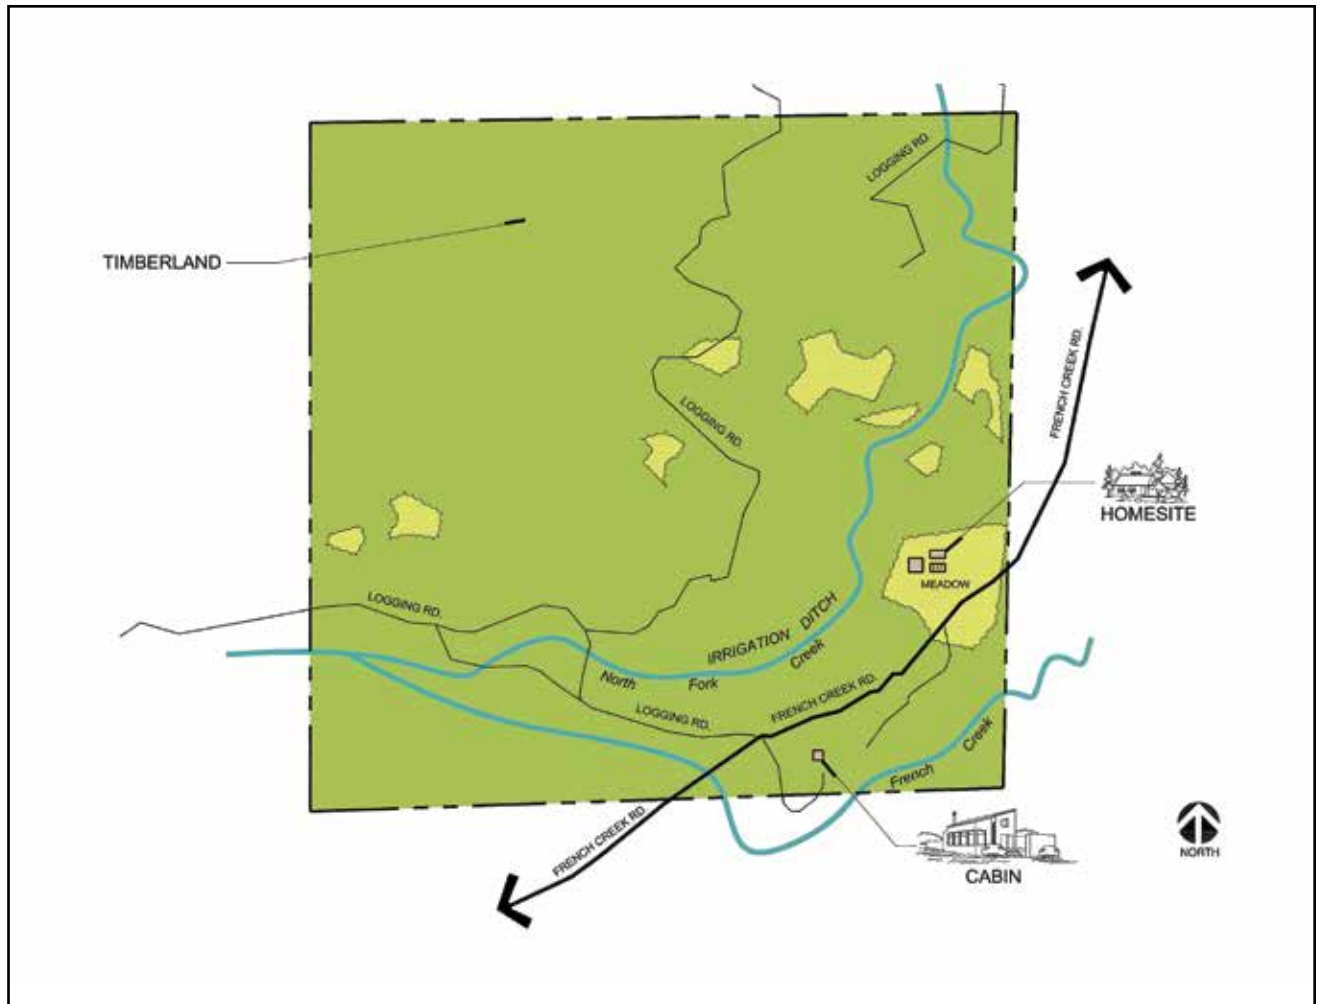 LOGGING RD.
TIMBERLAND
FRENCH CREEK RD.
LOGGING RD.
HOMESITE
MEADOW
LOGGING RD.
IRRIGATION DITCH
North Fork Creek
FRENCH CREEK RD.
LOGGING RD.
French Creek
FRENCH CREEK RD.
CABIN
NORTH